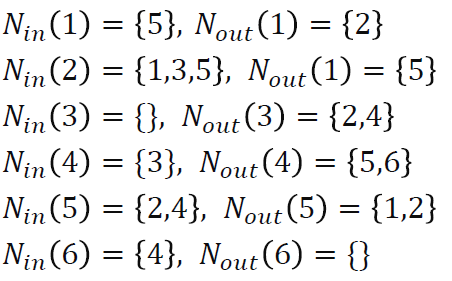 N_in(1) = {5}, N_out(1) = {2}
N_in(2) = {1,3,5}, N_out(1) = {5}
N_in(3) = {}, N_out(3) = {2,4}
N_in(4) = {3}, N_out(4) = {5,6}
N_in(5) = {2,4}, N_out(5) = {1,2}
N_in(6) = {4}, N_out(6) = {}